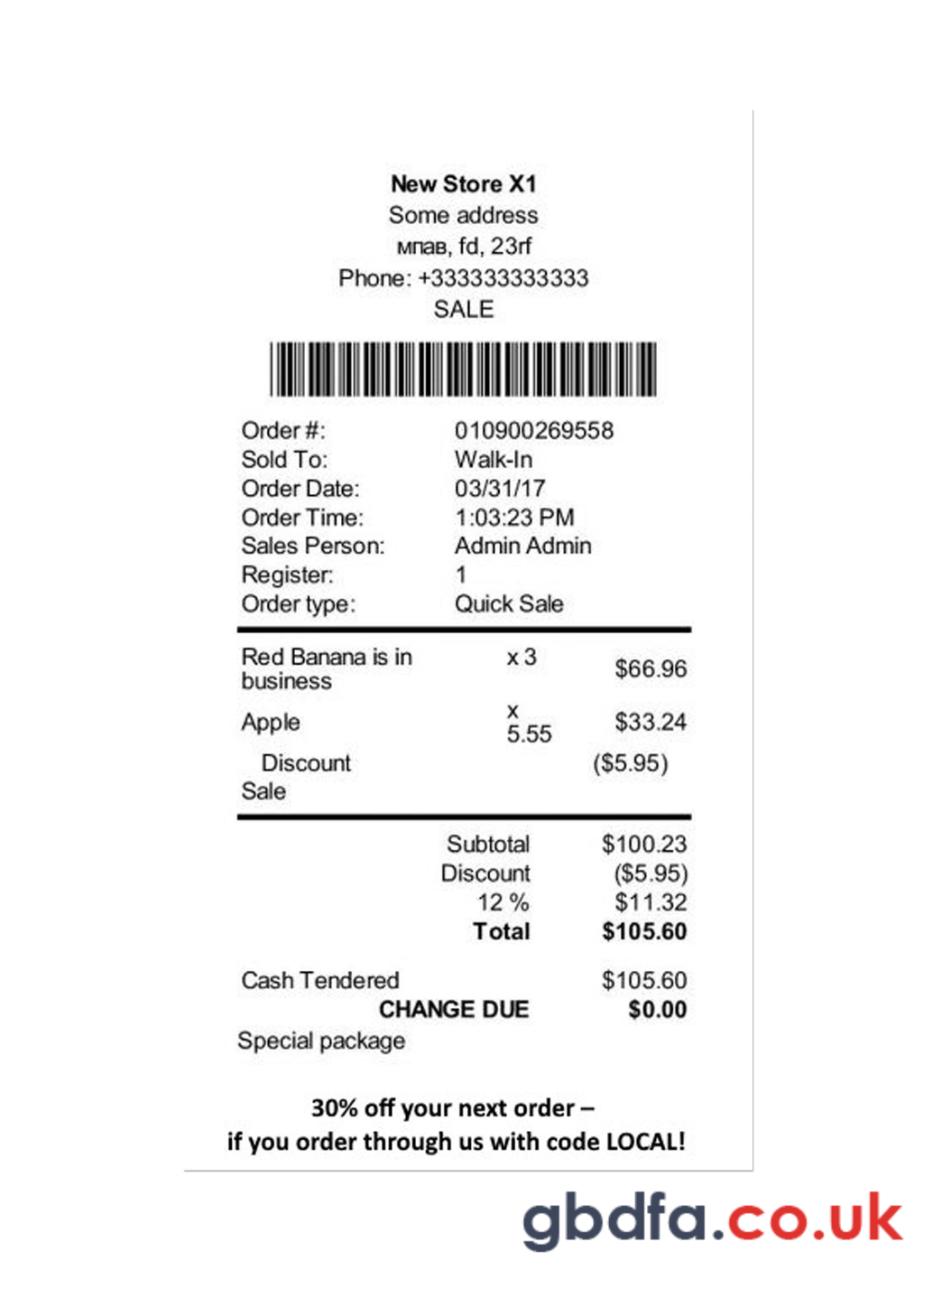 New Store X1
Some address
мпав, fd, 23rf
Phone: +333333333333
SALE
Order #: 010900269558
Sold To: Walk-In
Order Date: 03/31/17
Order Time: 1:03:23 PM
Sales Person: Admin Admin
Register: 1
Order type: Quick Sale
Red Banana is in business x 3 $66.96
Apple x 5.55 $33.24
Discount ($5.95)
Sale
Subtotal $100.23
Discount ($5.95)
12 % $11.32
Total $105.60
Cash Tendered $105.60
CHANGE DUE $0.00
Special package
30% off your next order –
if you order through us with code LOCAL!
gbdfa.co.uk